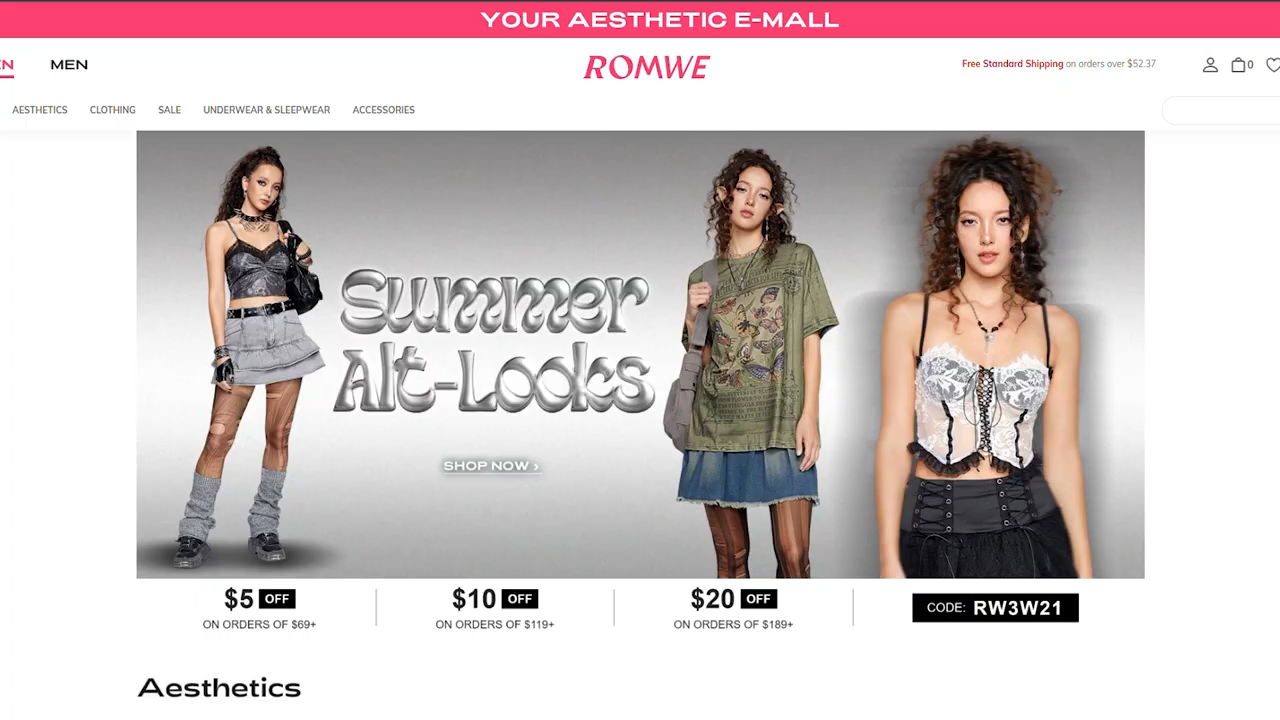 YOUR AESTHETIC E-MALL
EN MEN ROMWE Free Standard Shipping on orders over $52.37 0
AESTHETICS CLOTHING SALE UNDERWEAR & SLEEPWEAR ACCESSORIES
Summer
Alt-Looks
SHOP NOW ›
$5 OFF $10 OFF $20 OFF CODE: RW3W21
ON ORDERS OF $69+ ON ORDERS OF $119+ ON ORDERS OF $189+
Aesthetics